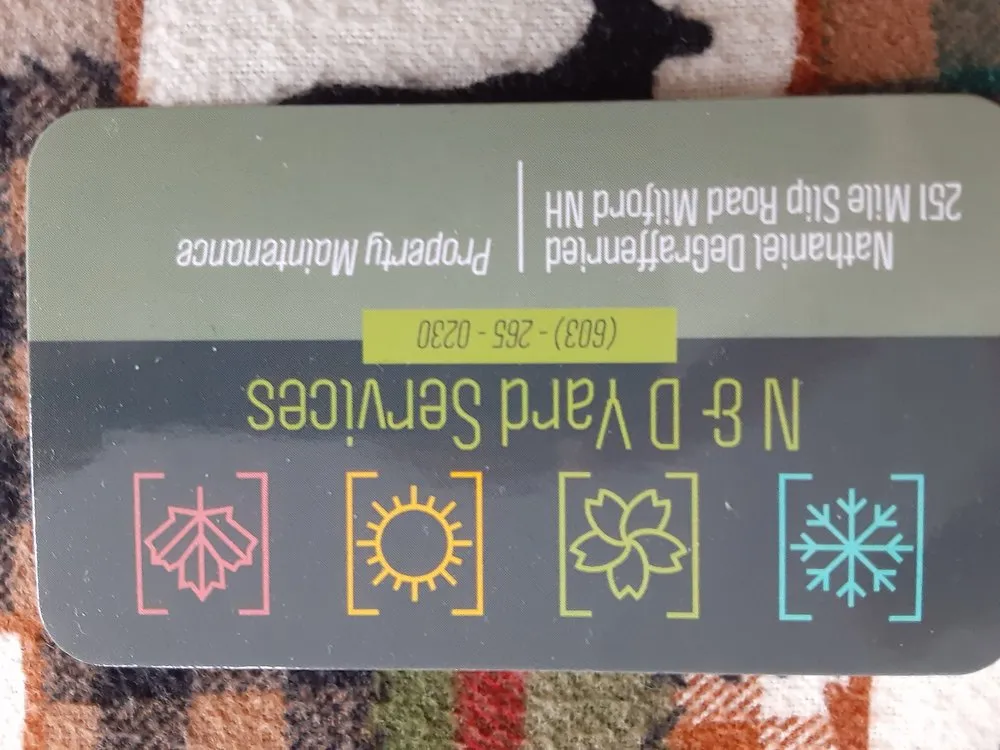 N & D Yard Services
(603) - 265 - 0230
Nathaniel DeGraffenried
251 Mile Slip Road Milford NH
Property Maintenance